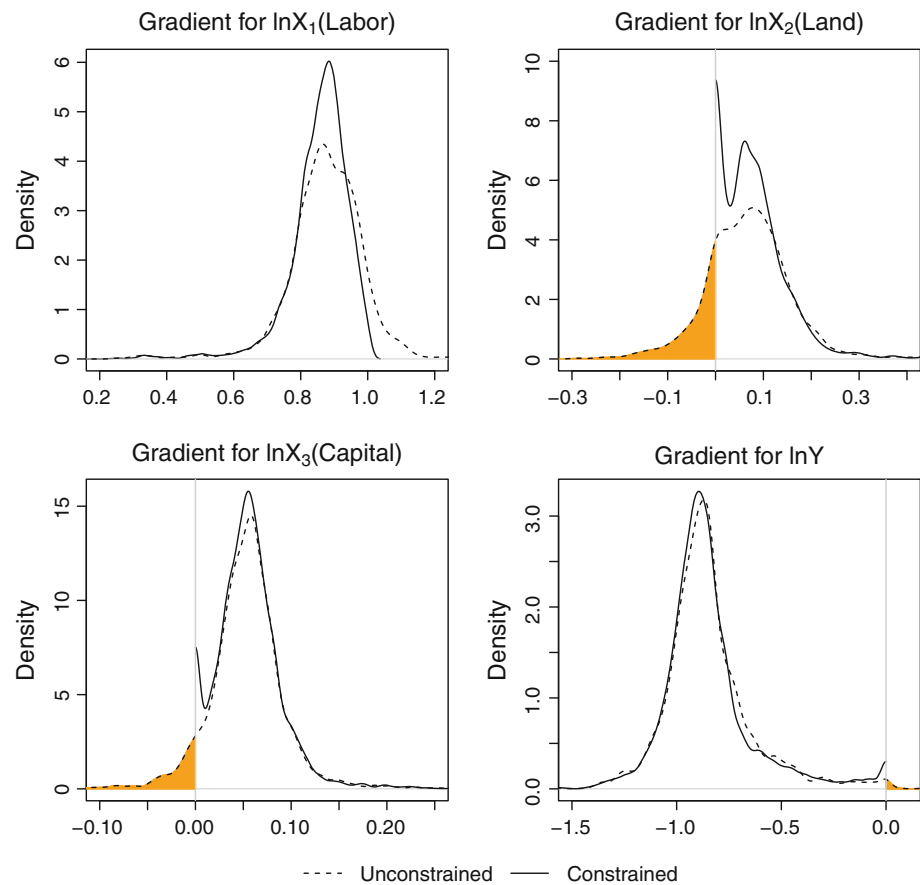 Gradient for lnX₁(Labor)
Density
0 1 2 3 4 5 6
0.2 0.4 0.6 0.8 1.0 1.2
Gradient for lnX₂(Land)
Density
0 2 4 6 8 10
−0.3 −0.1 0.1 0.3
Gradient for lnX₃(Capital)
Density
0 5 10 15
−0.10 0.00 0.10 0.20
Gradient for lnY
Density
0.0 1.0 2.0 3.0
−1.5 −1.0 −0.5 0.0
Unconstrained Constrained